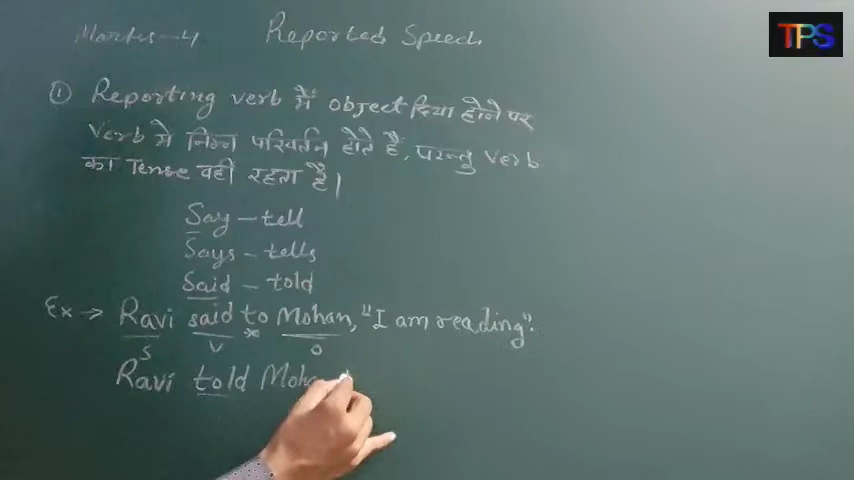 Marks-4 Reported Speech
TPS
① Reporting verb में object दिया होने पर
Verb मे निम्न परिवर्तन होते है, परन्तु verb
का Tense वही रहता है।
Say - tell
Says - tells
Said - told
Ex → Ravi said to Mohan, "I am reading".
S V × O
Ravi told Moha